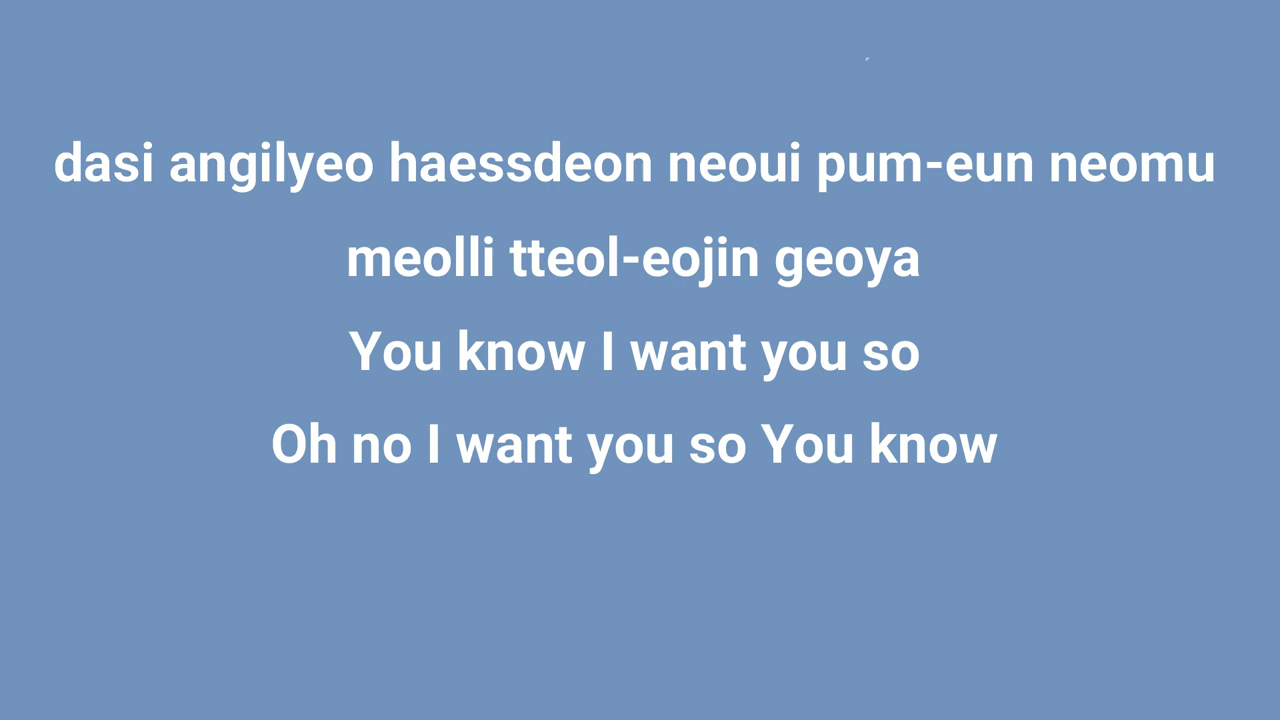 dasi angilyeo haessdeon neoui pum-eun neomu
meolli tteol-eojin geoya
You know I want you so
Oh no I want you so You know